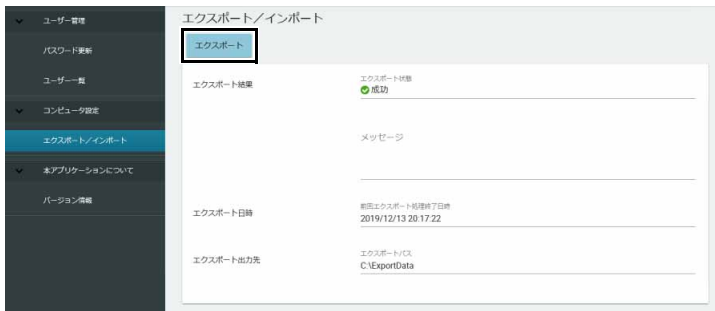 ユーザー管理
パスワード更新
ユーザー一覧
コンピュータ設定
エクスポート／インポート
本アプリケーションについて
バージョン情報
エクスポート／インポート
エクスポート
エクスポート結果
エクスポート状態
成功
メッセージ
エクスポート日時
前回エクスポート処理終了日時
2019/12/13 20:17:22
エクスポート出力先
エクスポートパス
C:\ExportData